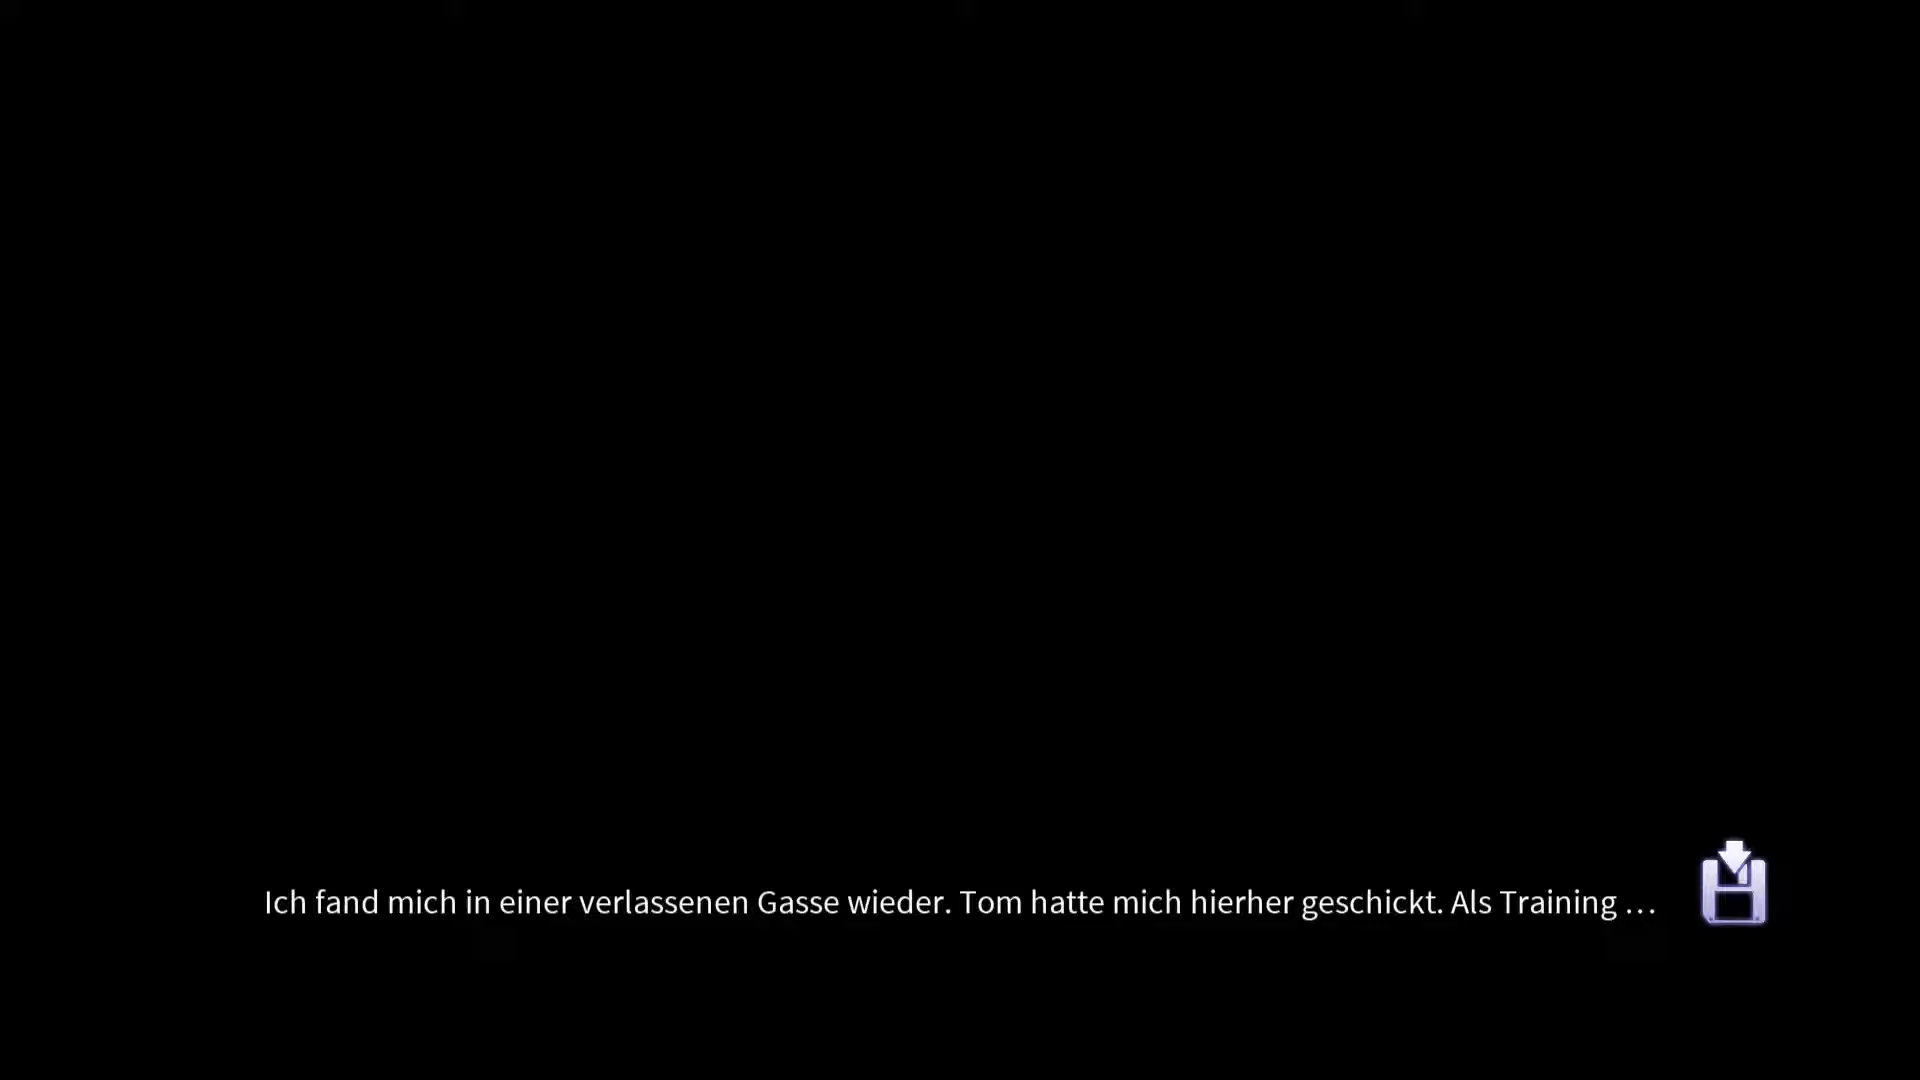 Ich fand mich in einer verlassenen Gasse wieder. Tom hatte mich hierher geschickt. Als Training …